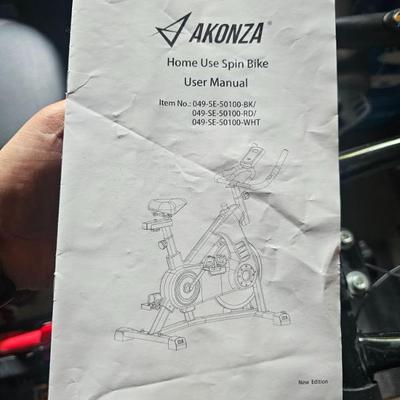 AKONZA®
Home Use Spin Bike
User Manual
Item No.: 049-SE-50100-BK/
049-SE-50100-RD/
049-SE-50100-WHT
New Edition